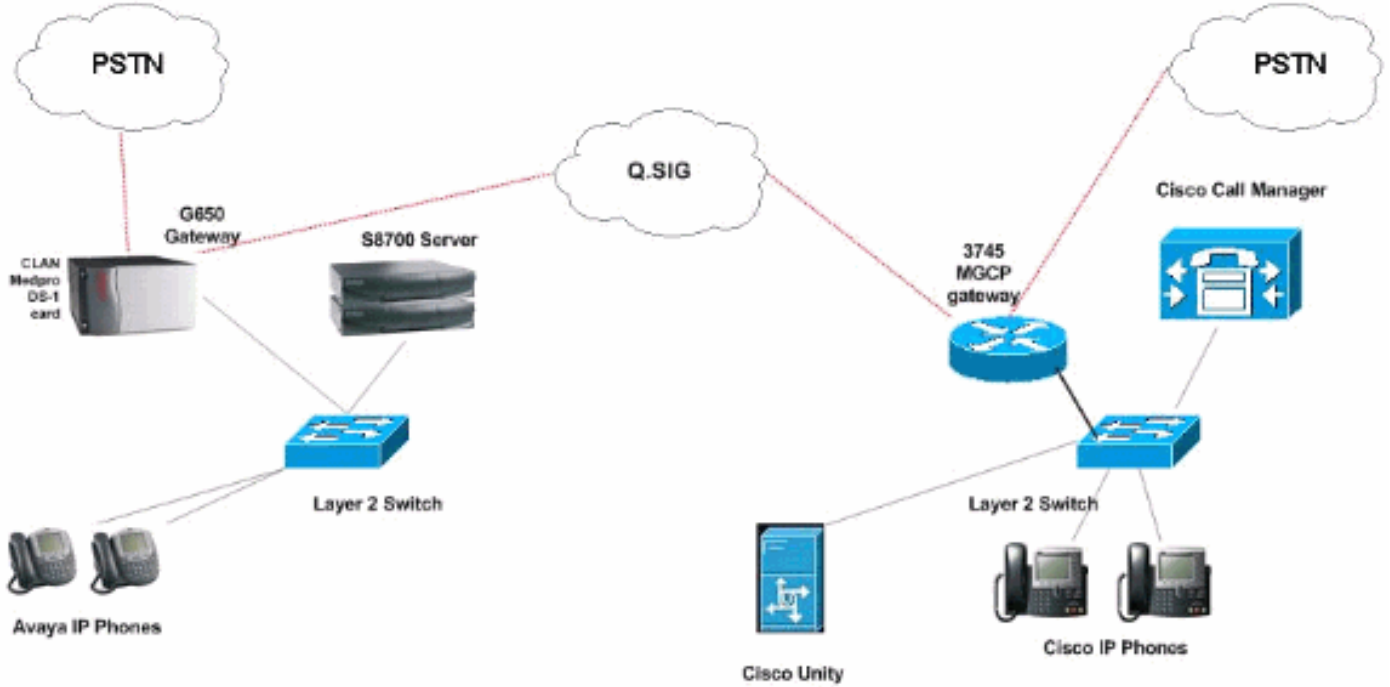 PSTN
PSTN
Q.SIG
Cisco Call Manager
G650
Gateway
S8700 Server
3745
MGCP
gateway
CLAN
Medpro
DS-1
card
Layer 2 Switch
Layer 2 Switch
Avaya IP Phones
Cisco IP Phones
Cisco Unity